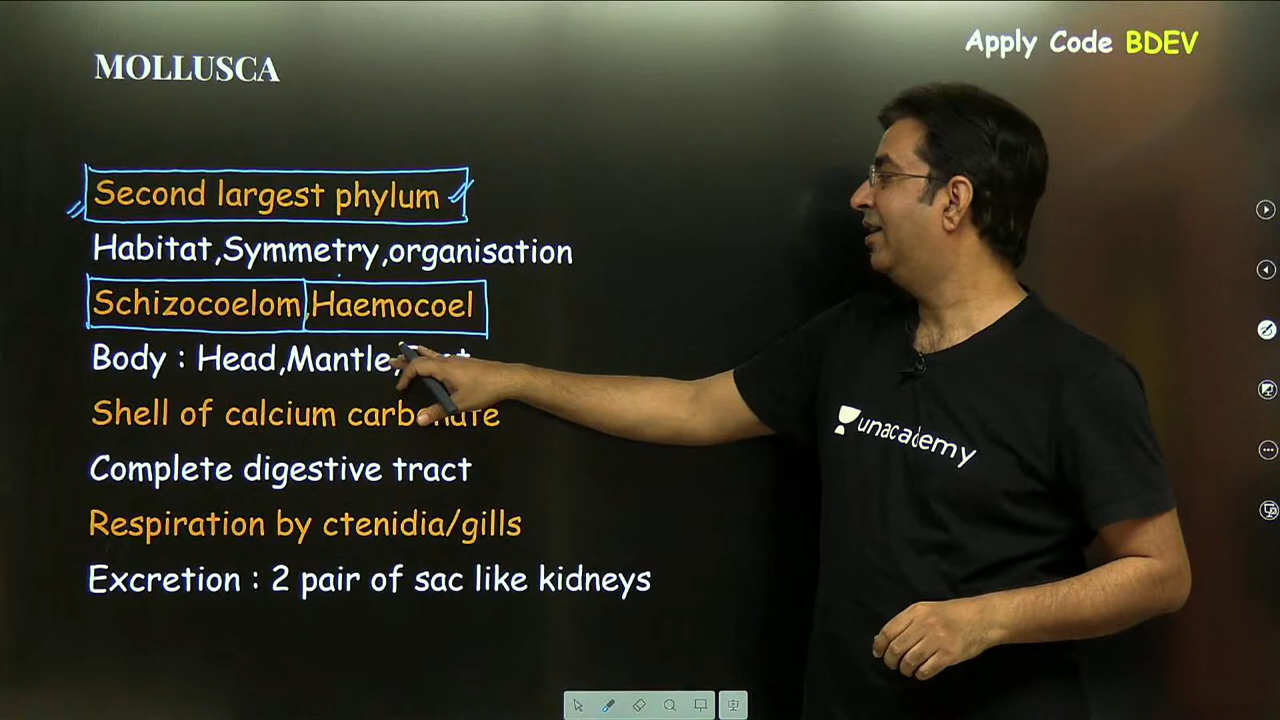 Apply Code BDEV
MOLLUSCA
Second largest phylum
Habitat,Symmetry,organisation
Schizocoelom,Haemocoel
Body : Head,Mantle,
Shell of calcium carbonate
Complete digestive tract
Respiration by ctenidia/gills
Excretion : 2 pair of sac like kidneys
unacademy